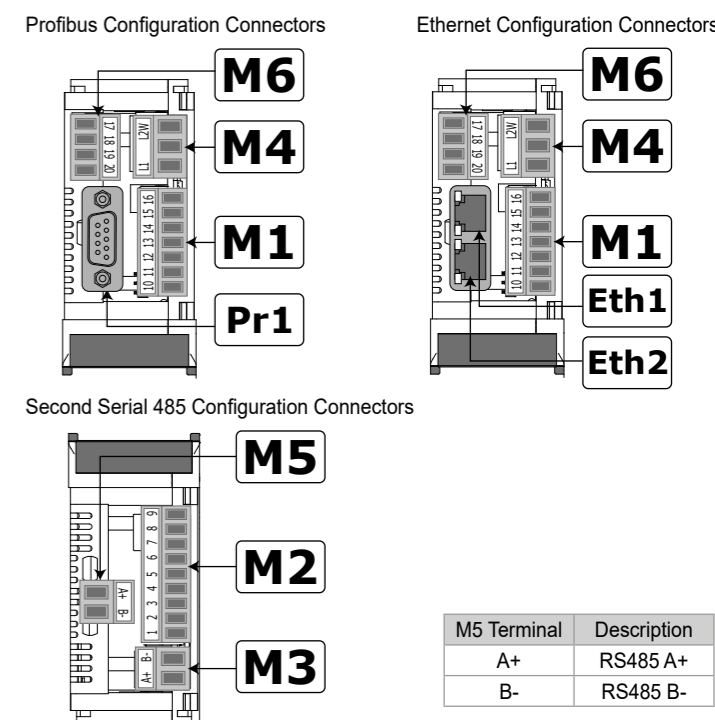 Profibus Configuration Connectors
M6
M4
M1
Pr1
17 18 19 20
L1 L2W
10 11 12 13 14 15 16
Ethernet Configuration Connectors
M6
M4
M1
Eth1
Eth2
17 18 19 20
L1 L2W
10 11 12 13 14 15 16
Second Serial 485 Configuration Connectors
M5
M2
M3
A+ B-
1 2 3 4 5 6 7 8 9
A+ B-
M5 Terminal Description
A+ RS485 A+
B- RS485 B-